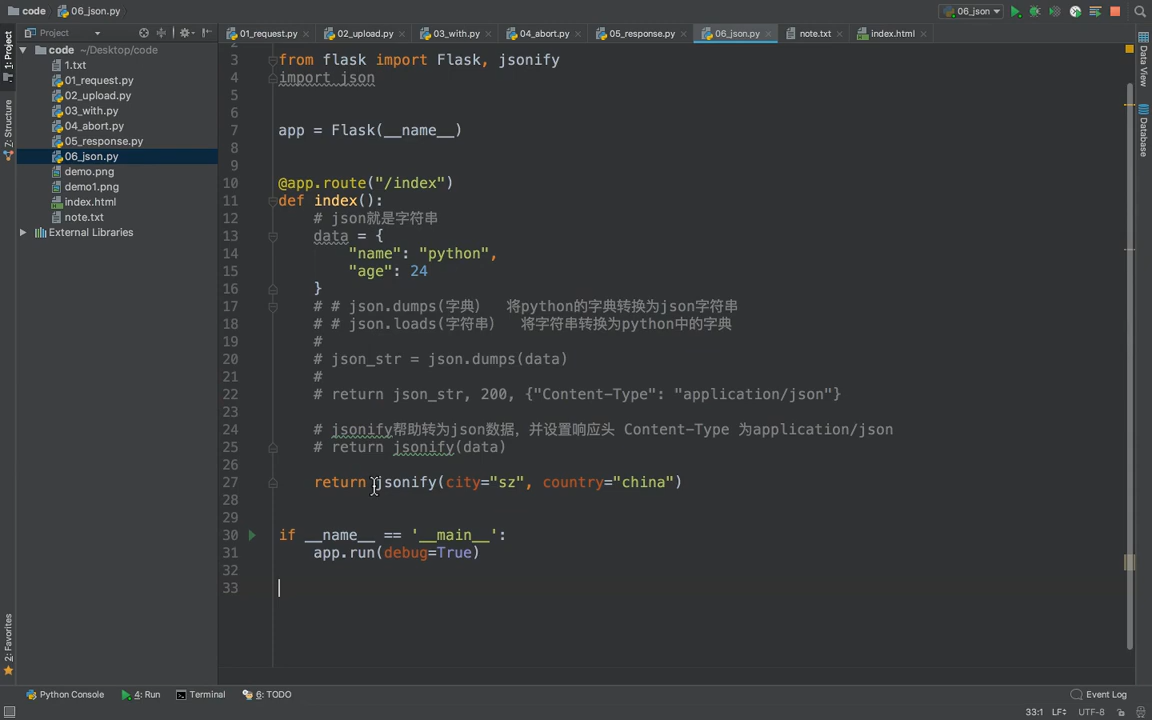 code 06_json.py 06_json
Project 01_request.py 02_upload.py 03_with.py 04_abort.py 05_response.py 06_json.py note.txt index.html
1: Project
Z: Structure
2: Favorites
code ~/Desktop/code
1.txt
01_request.py
02_upload.py
03_with.py
04_abort.py
05_response.py
06_json.py
demo.png
demo1.png
index.html
note.txt
External Libraries
3 from flask import Flask, jsonify
4 import json
5
6
7 app = Flask(__name__)
8
9
10 @app.route("/index")
11 def index():
12 # json就是字符串
13 data = {
14 "name": "python",
15 "age": 24
16 }
17 # # json.dumps(字典) 将python的字典转换为json字符串
18 # # json.loads(字符串) 将字符串转换为python中的字典
19 #
20 # json_str = json.dumps(data)
21 #
22 # return json_str, 200, {"Content-Type": "application/json"}
23
24 # jsonify帮助转为json数据，并设置响应头 Content-Type 为application/json
25 # return jsonify(data)
26
27 return jsonify(city="sz", country="china")
28
29
30 if __name__ == '__main__':
31 app.run(debug=True)
32
33
Data View
Database
Python Console 4: Run Terminal 6: TODO Event Log
33:1 LF UTF-8